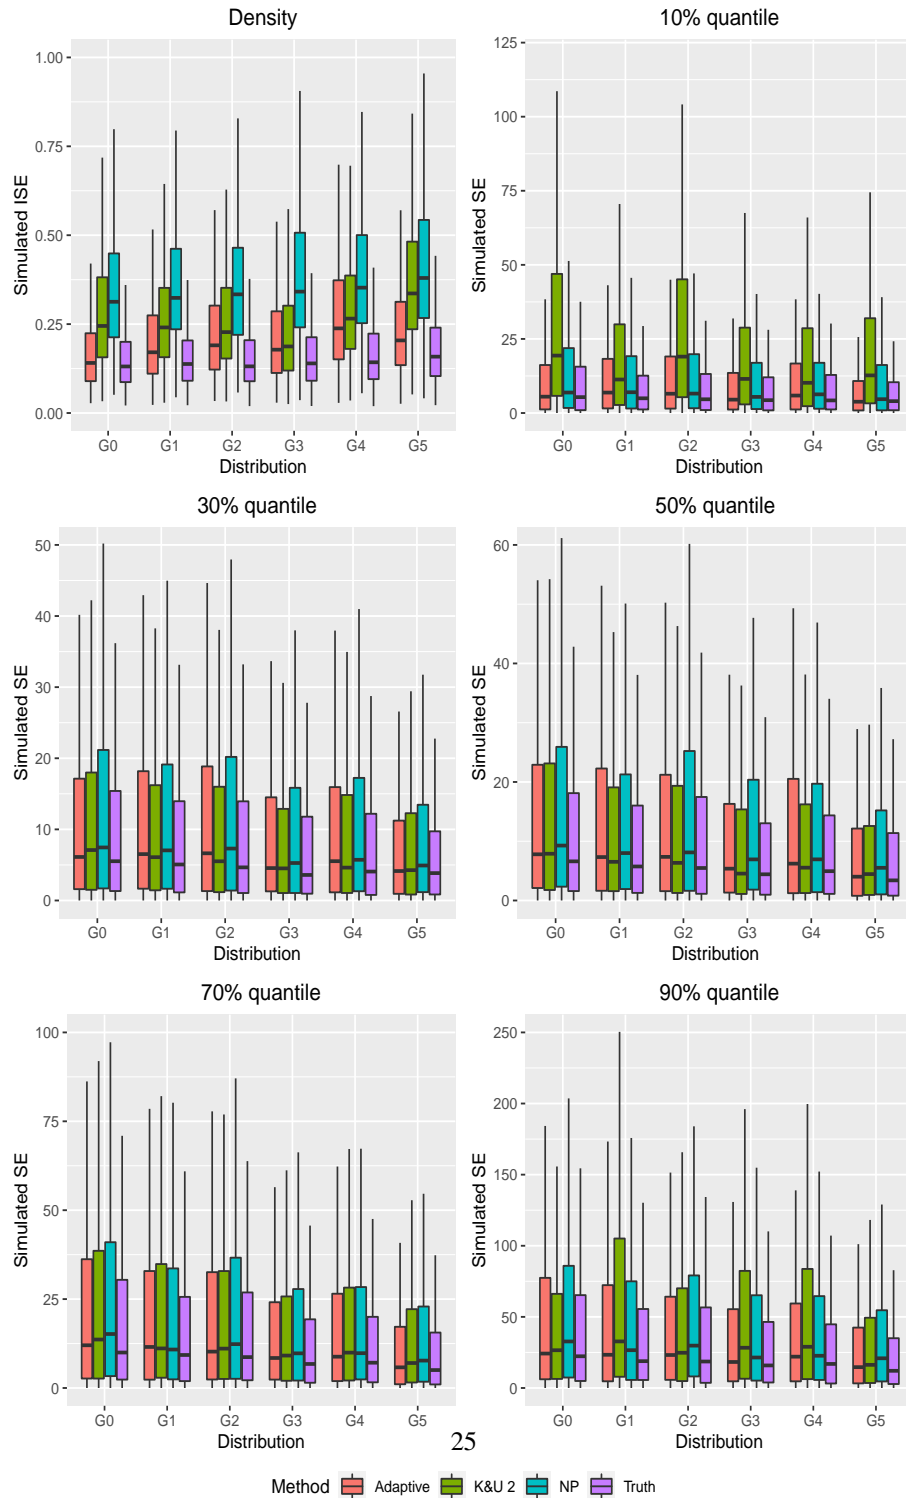 Density
1.00
0.75
0.50
0.25
0.00
Simulated ISE
G0 G1 G2 G3 G4 G5
Distribution
10% quantile
125
100
75
50
25
0
Simulated SE
G0 G1 G2 G3 G4 G5
Distribution
30% quantile
50
40
30
20
10
0
Simulated SE
G0 G1 G2 G3 G4 G5
Distribution
50% quantile
60
40
20
0
Simulated SE
G0 G1 G2 G3 G4 G5
Distribution
70% quantile
100
75
50
25
0
Simulated SE
G0 G1 G2 G3 G4 G5
Distribution
90% quantile
250
200
150
100
50
0
Simulated SE
G0 G1 G2 G3 G4 G5
Distribution
25
Method Adaptive K&U 2 NP Truth